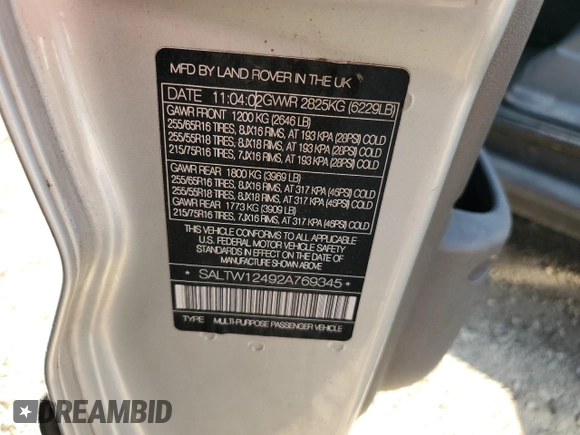 MFD BY LAND ROVER IN THE UK
DATE 11:04:02 GVWR 2825KG (6229LB)
GAWR FRONT 1200 KG (2646 LB)
255/65R16 TIRES, 8JX16 RIMS, AT 193 KPA (28PSI) COLD
255/55R18 TIRES, 8JX18 RIMS, AT 193 KPA (28PSI) COLD
215/75R16 TIRES, 7JX16 RIMS, AT 193 KPA (28PSI) COLD
GAWR REAR 1800 KG (3969 LB)
255/65R16 TIRES, 8JX16 RIMS, AT 317 KPA (46PSI) COLD
255/55R18 TIRES, 8JX18 RIMS, AT 317 KPA (46PSI) COLD
GAWR REAR 1773 KG (3909 LB)
215/75R16 TIRES, 7JX16 RIMS, AT 317 KPA (46PSI) COLD
THIS VEHICLE CONFORMS TO ALL APPLICABLE
U.S. FEDERAL MOTOR VEHICLE SAFETY
STANDARDS IN EFFECT ON THE DATE OF
MANUFACTURE SHOWN ABOVE
* SALTW12492A769345 *
TYPE MULTI-PURPOSE PASSENGER VEHICLE
DREAMBID